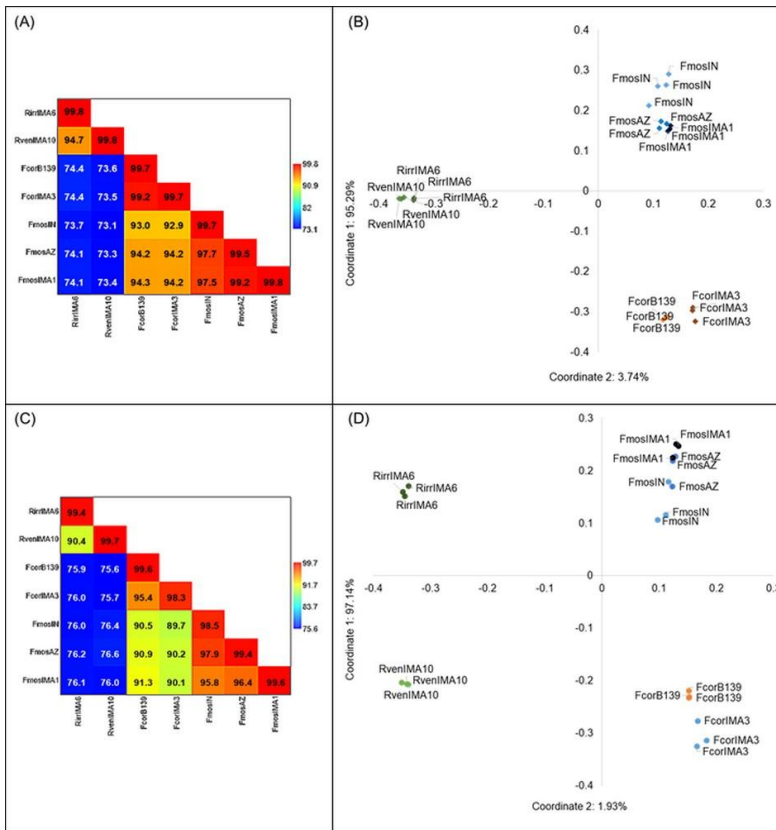 (A)
RirrIMA6
99.8
RvenIMA10
94.7 99.8
FcorB139
74.4 73.6 99.7
FcorIMA3
74.4 73.5 99.2 99.7
FmosIN
73.7 73.1 93.0 92.9 99.7
FmosAZ
74.1 73.3 94.2 94.2 97.7 99.5
FmosIMA1
74.1 73.4 94.3 94.2 97.5 99.2 99.8
RirrIMA6 RvenIMA10 FcorB139 FcorIMA3 FmosIN FmosAZ FmosIMA1
99.8
90.9
82
73.1
(B)
0.4
FmosIN
0.3
FmosIN FmosIN
FmosIN
0.2
FmosAZ
FmosAZ FmosIMA1
FmosIMA1
0.1
RirrIMA6
RvenIMA10 RirrIMA6
RirrIMA6
0
-0.4 -0.3 -0.2 -0.1 0 0.1 0.2 0.3
RvenIMA10
RvenIMA10
-0.1
-0.2
-0.3
FcorIMA3
FcorB139 FcorIMA3
FcorB139
FcorB139 FcorIMA3
-0.4
Coordinate 1: 95.29%
Coordinate 2: 3.74%
(C)
RirrIMA6
99.4
RvenIMA10
90.4 99.7
FcorB139
75.9 75.6 99.6
FcorIMA3
76.0 75.7 95.4 98.3
FmosIN
76.0 76.4 90.5 89.7 98.5
FmosAZ
76.2 76.6 90.9 90.2 97.9 99.4
FmosIMA1
76.1 76.0 91.3 90.1 95.8 96.4 99.6
RirrIMA6 RvenIMA10 FcorB139 FcorIMA3 FmosIN FmosAZ FmosIMA1
99.7
91.7
83.7
75.6
(D)
0.3
FmosIMA1
FmosIMA1
FmosIMA1 FmosAZ
FmosAZ
0.2
RirrIMA6
RirrIMA6
FmosIN FmosAZ
FmosIN
FmosIN
0.1
0
-0.4 -0.3 -0.2 -0.1 0 0.1 0.2 0.3
-0.1
RvenIMA10
RvenIMA10
RvenIMA10
-0.2
FcorB139
FcorB139
FcorB139
FcorIMA3
-0.3
FcorIMA3
FcorIMA3
-0.4
Coordinate 1: 97.14%
Coordinate 2: 1.93%